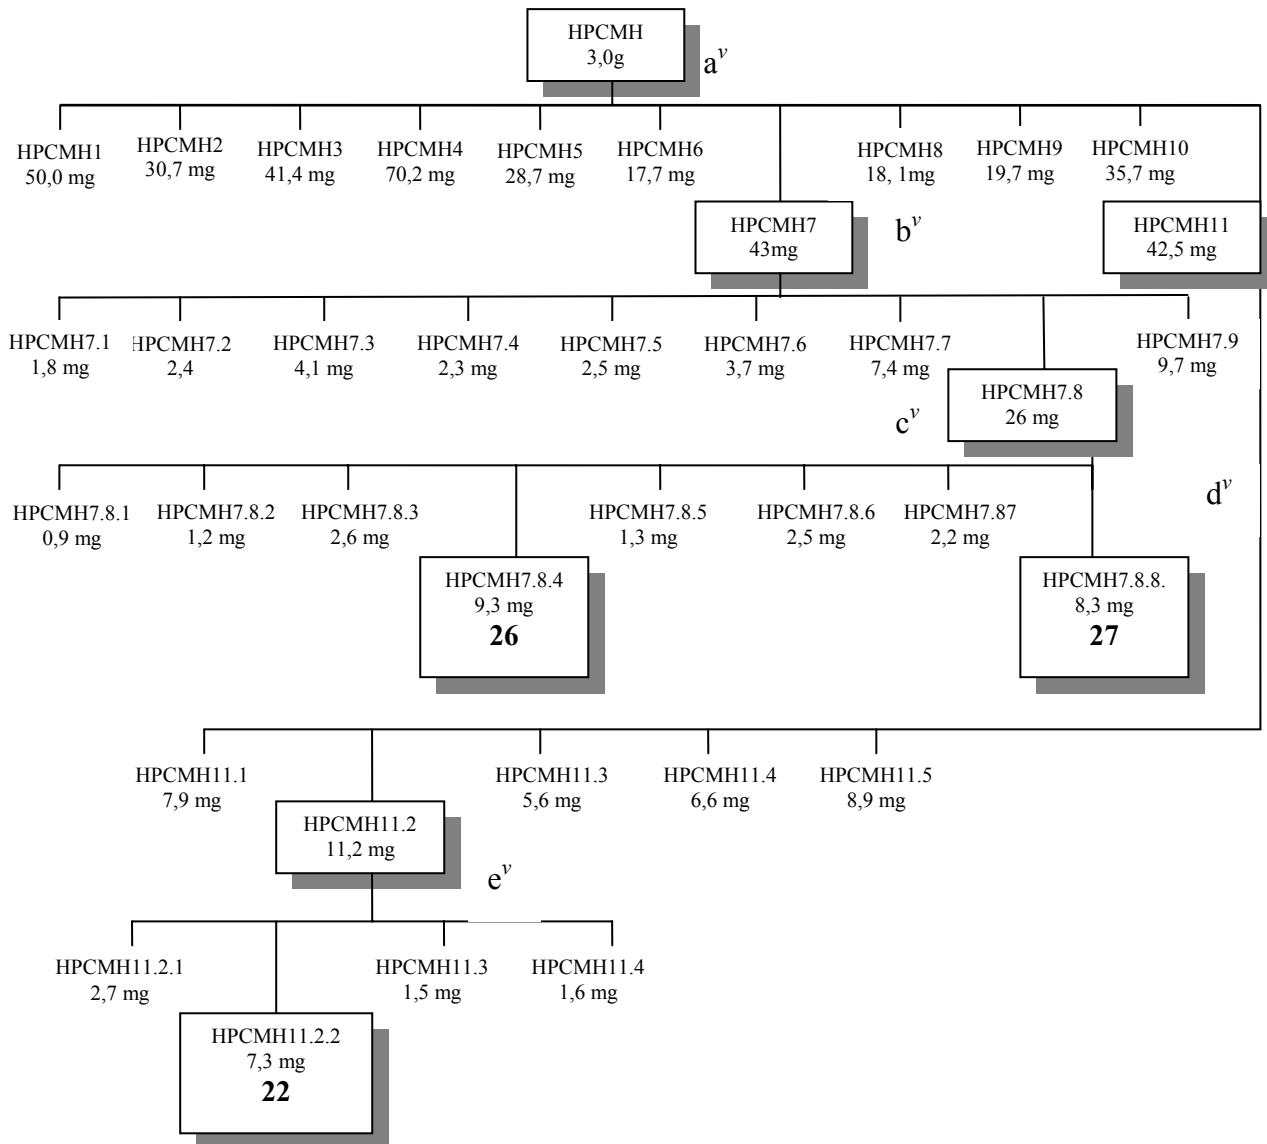 HPCMH
3,0g
a^v
HPCMH1
50,0 mg
HPCMH2
30,7 mg
HPCMH3
41,4 mg
HPCMH4
70,2 mg
HPCMH5
28,7 mg
HPCMH6
17,7 mg
HPCMH8
18, 1mg
HPCMH9
19,7 mg
HPCMH10
35,7 mg
HPCMH7
43mg
b^v
HPCMH11
42,5 mg
HPCMH7.1
1,8 mg
HPCMH7.2
2,4
HPCMH7.3
4,1 mg
HPCMH7.4
2,3 mg
HPCMH7.5
2,5 mg
HPCMH7.6
3,7 mg
HPCMH7.7
7,4 mg
HPCMH7.9
9,7 mg
HPCMH7.8
26 mg
c^v
d^v
HPCMH7.8.1
0,9 mg
HPCMH7.8.2
1,2 mg
HPCMH7.8.3
2,6 mg
HPCMH7.8.5
1,3 mg
HPCMH7.8.6
2,5 mg
HPCMH7.87
2,2 mg
HPCMH7.8.4
9,3 mg
26
HPCMH7.8.8.
8,3 mg
27
HPCMH11.1
7,9 mg
HPCMH11.3
5,6 mg
HPCMH11.4
6,6 mg
HPCMH11.5
8,9 mg
HPCMH11.2
11,2 mg
e^v
HPCMH11.2.1
2,7 mg
HPCMH11.3
1,5 mg
HPCMH11.4
1,6 mg
HPCMH11.2.2
7,3 mg
22